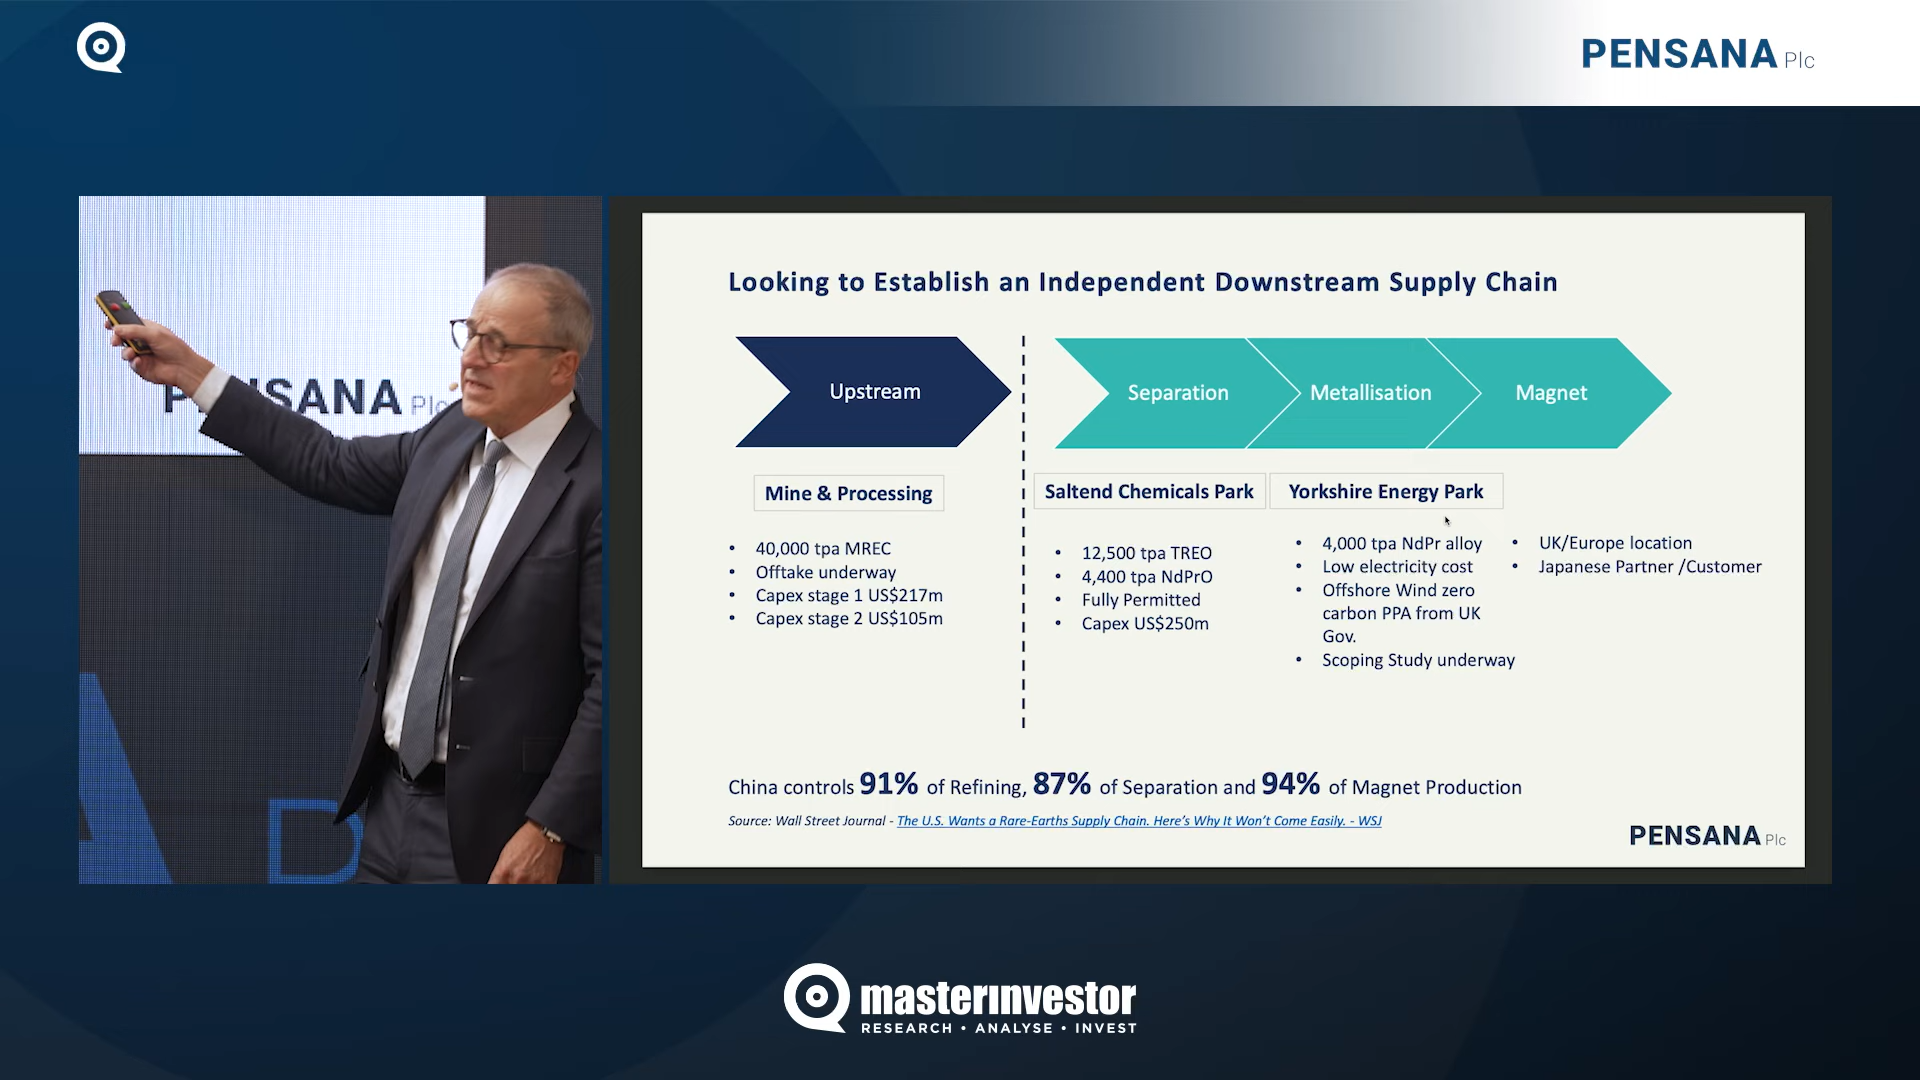 PENSANA Plc
PENSANA Plc
Looking to Establish an Independent Downstream Supply Chain
Upstream
Separation
Metallisation
Magnet
Mine & Processing
Saltend Chemicals Park
Yorkshire Energy Park
• 40,000 tpa MREC
• Offtake underway
• Capex stage 1 US$217m
• Capex stage 2 US$105m
• 12,500 tpa TREO
• 4,400 tpa NdPrO
• Fully Permitted
• Capex US$250m
• 4,000 tpa NdPr alloy
• Low electricity cost
• Offshore Wind zero
carbon PPA from UK
Gov.
• Scoping Study underway
• UK/Europe location
• Japanese Partner /Customer
China controls 91% of Refining, 87% of Separation and 94% of Magnet Production
Source: Wall Street Journal - The U.S. Wants a Rare-Earths Supply Chain. Here's Why It Won't Come Easily. - WSJ
PENSANA Plc
masterinvestor
RESEARCH • ANALYSE • INVEST